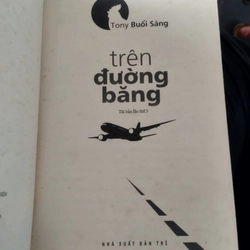 Tony Buổi Sáng
trên
đường
băng
NHÀ XUẤT BẢN TRẺ